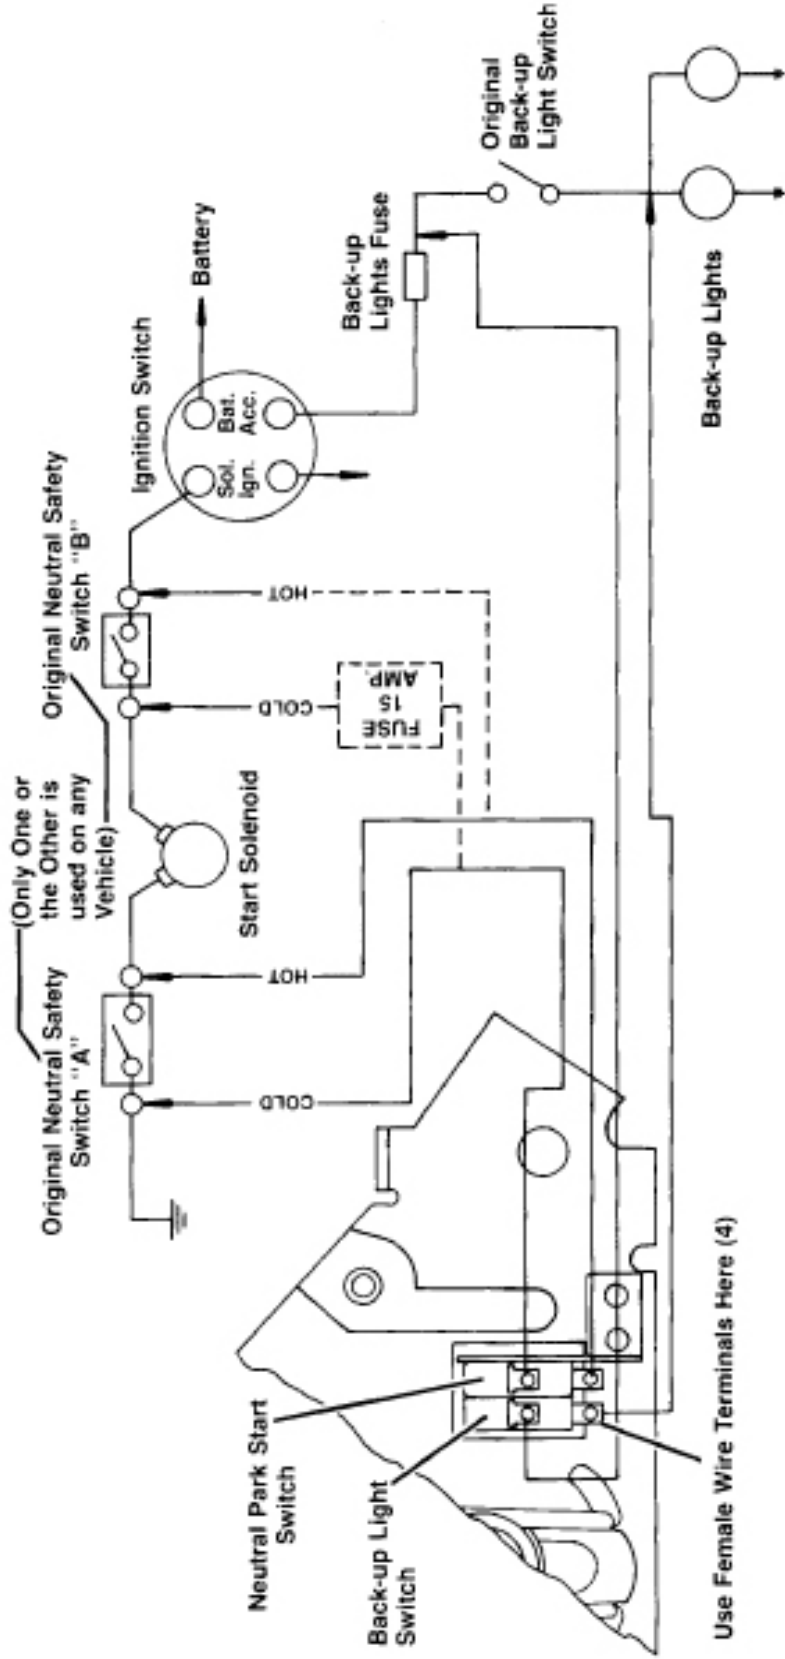 Original Neutral Safety
Switch "A"
(Only One or
the Other is
used on any
Vehicle)
Original Neutral Safety
Switch "B"
Ignition Switch
Battery
Sol.
Bat.
Ign.
Acc.
Start Solenoid
COLD
HOT
COLD
HOT
FUSE
15
AMP.
Back-up
Lights Fuse
Original
Back-up
Light Switch
Back-up Lights
Neutral Park Start
Switch
Back-up Light
Switch
Use Female Wire Terminals Here (4)